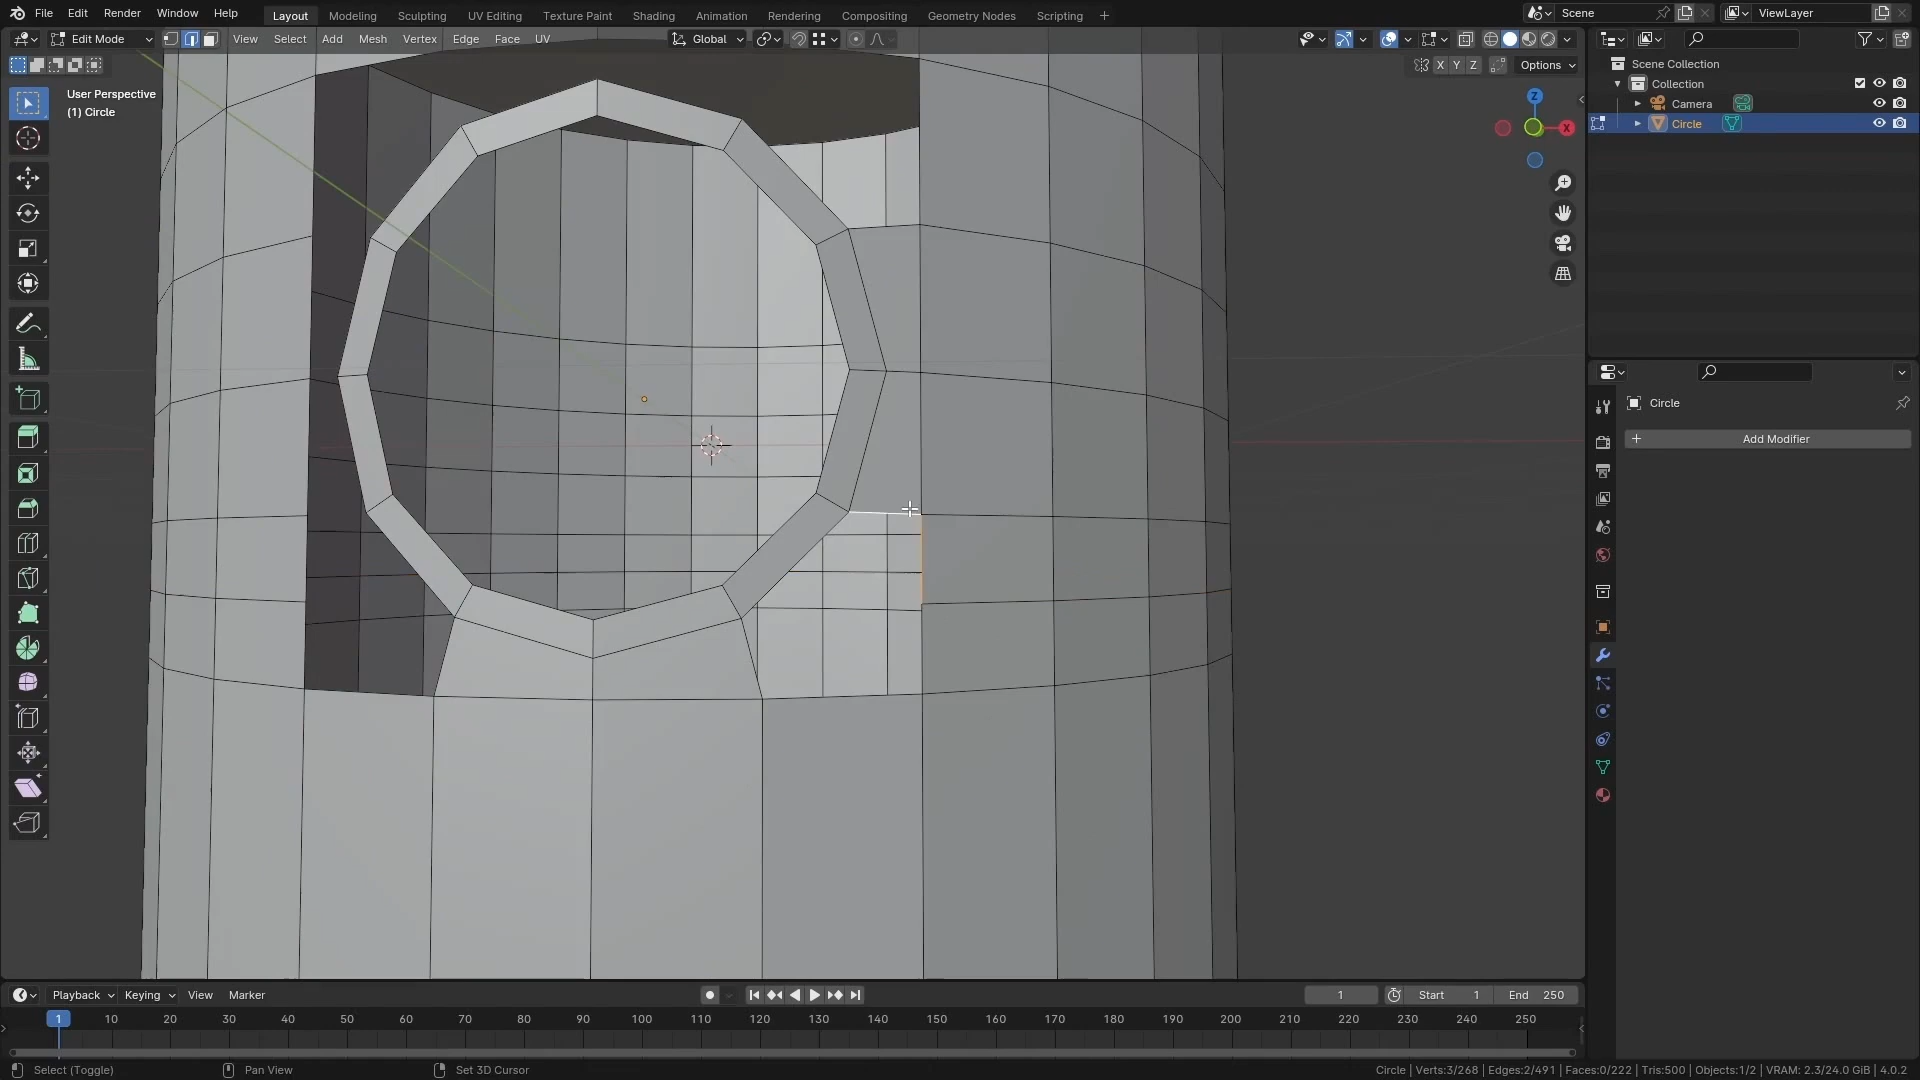 File Edit Render Window Help Layout Modeling Sculpting UV Editing Texture Paint Shading Animation Rendering Compositing Geometry Nodes Scripting + Scene ViewLayer
Edit Mode View Select Add Mesh Vertex Edge Face UV Global
X Y Z Options
User Perspective
(1) Circle
Z
X
Scene Collection
Collection
Camera
Circle
Circle
Add Modifier
Playback Keying View Marker 1 Start 1 End 250
1 10 20 30 40 50 60 70 80 90 100 110 120 130 140 150 160 170 180 190 200 210 220 230 240 250
Select (Toggle) Pan View Set 3D Cursor Circle | Verts:3/268 | Edges:2/491 | Faces:0/222 | Tris:500 | Objects:1/2 | VRAM: 2.3/24.0 GiB | 4.0.2